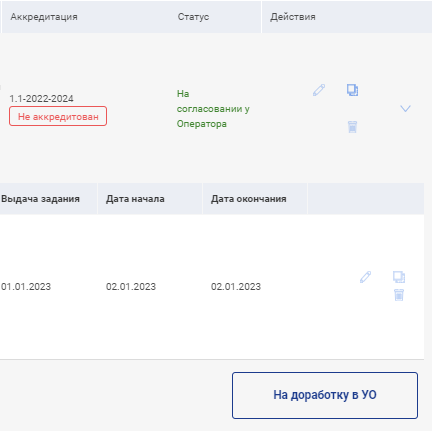 Аккредитация Статус Действия
1.1-2022-2024
Не аккредитован
На
согласовании у
Оператора
Выдача задания Дата начала Дата окончания
01.01.2023 02.01.2023 02.01.2023
На доработку в УО